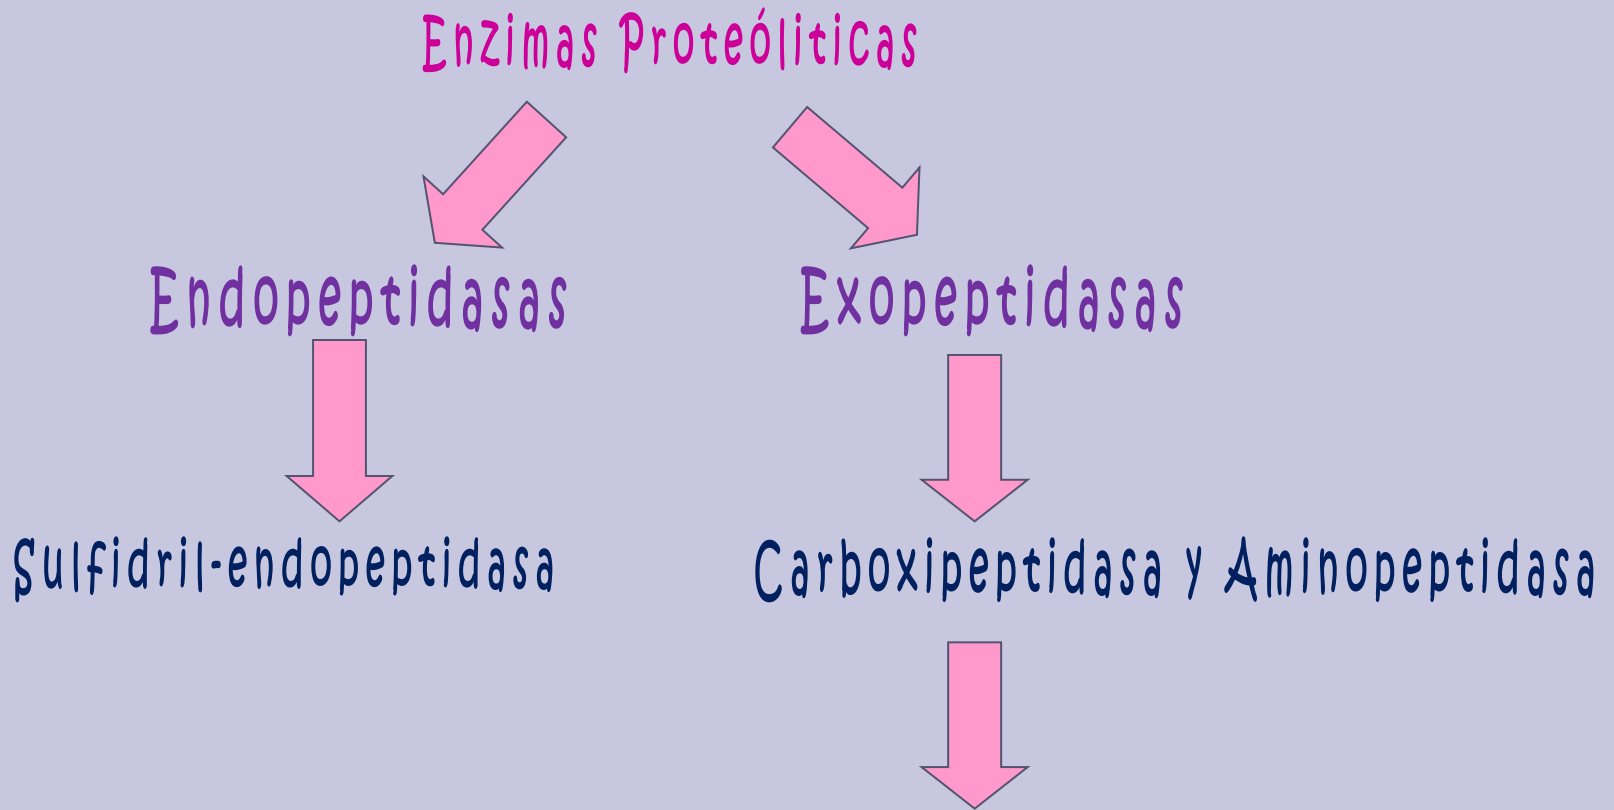 Enzimas Proteóliticas
Endopeptidasas
Exopeptidasas
Sulfidril-endopeptidasa
Carboxipeptidasa y Aminopeptidasa